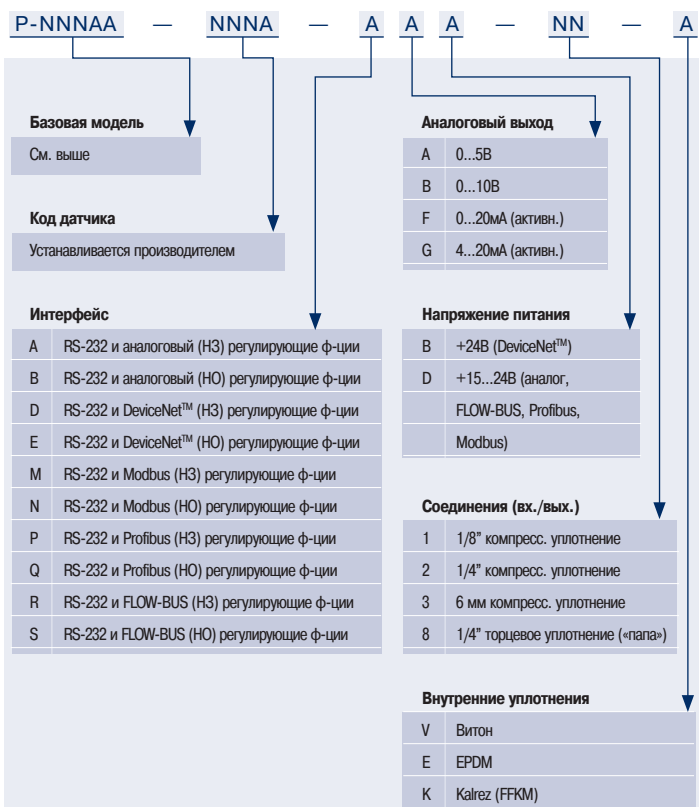 P-NNNAA — NNNA — A A A — NN — A
Базовая модель
См. выше
Код датчика
Устанавливается производителем
Интерфейс
A RS-232 и аналоговый (НЗ) регулирующие ф-ции
B RS-232 и аналоговый (НО) регулирующие ф-ции
D RS-232 и DeviceNet™ (НЗ) регулирующие ф-ции
E RS-232 и DeviceNet™ (НО) регулирующие ф-ции
M RS-232 и Modbus (НЗ) регулирующие ф-ции
N RS-232 и Modbus (НО) регулирующие ф-ции
P RS-232 и Profibus (НЗ) регулирующие ф-ции
Q RS-232 и Profibus (НО) регулирующие ф-ции
R RS-232 и FLOW-BUS (НЗ) регулирующие ф-ции
S RS-232 и FLOW-BUS (НО) регулирующие ф-ции
Аналоговый выход
A 0...5В
B 0...10В
F 0...20мА (активн.)
G 4...20мА (активн.)
Напряжение питания
B +24В (DeviceNet™)
D +15...24В (аналог,
FLOW-BUS, Profibus,
Modbus)
Соединения (вх./вых.)
1 1/8” компресс. уплотнение
2 1/4” компресс. уплотнение
3 6 мм компресс. уплотнение
8 1/4” торцевое уплотнение («папа»)
Внутренние уплотнения
V Витон
E EPDM
K Kalrez (FFKM)